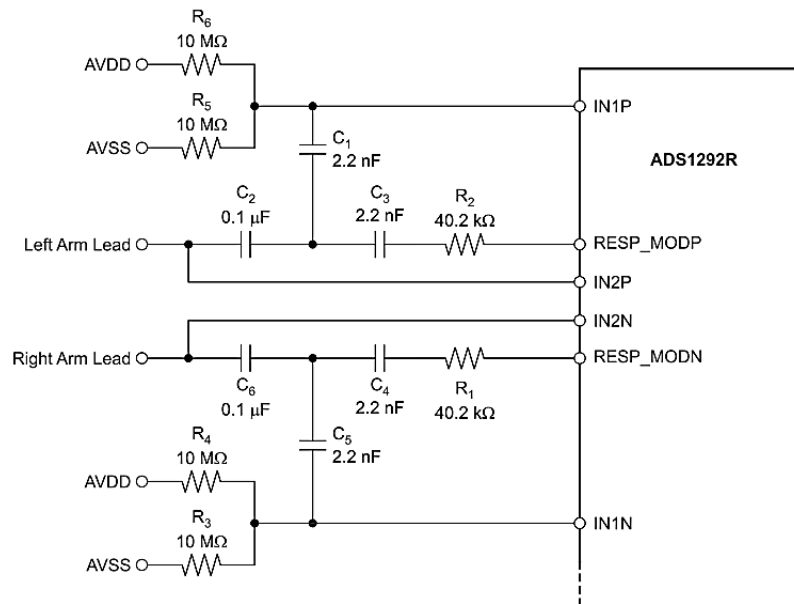 R6
10 MΩ
AVDD
R5
10 MΩ
AVSS
IN1P
C1
2.2 nF
ADS1292R
C2
0.1 µF
C3
2.2 nF
R2
40.2 kΩ
Left Arm Lead
RESP_MODP
IN2P
IN2N
Right Arm Lead
RESP_MODN
C6
0.1 µF
C4
2.2 nF
R1
40.2 kΩ
C5
2.2 nF
R4
10 MΩ
AVDD
R3
10 MΩ
AVSS
IN1N